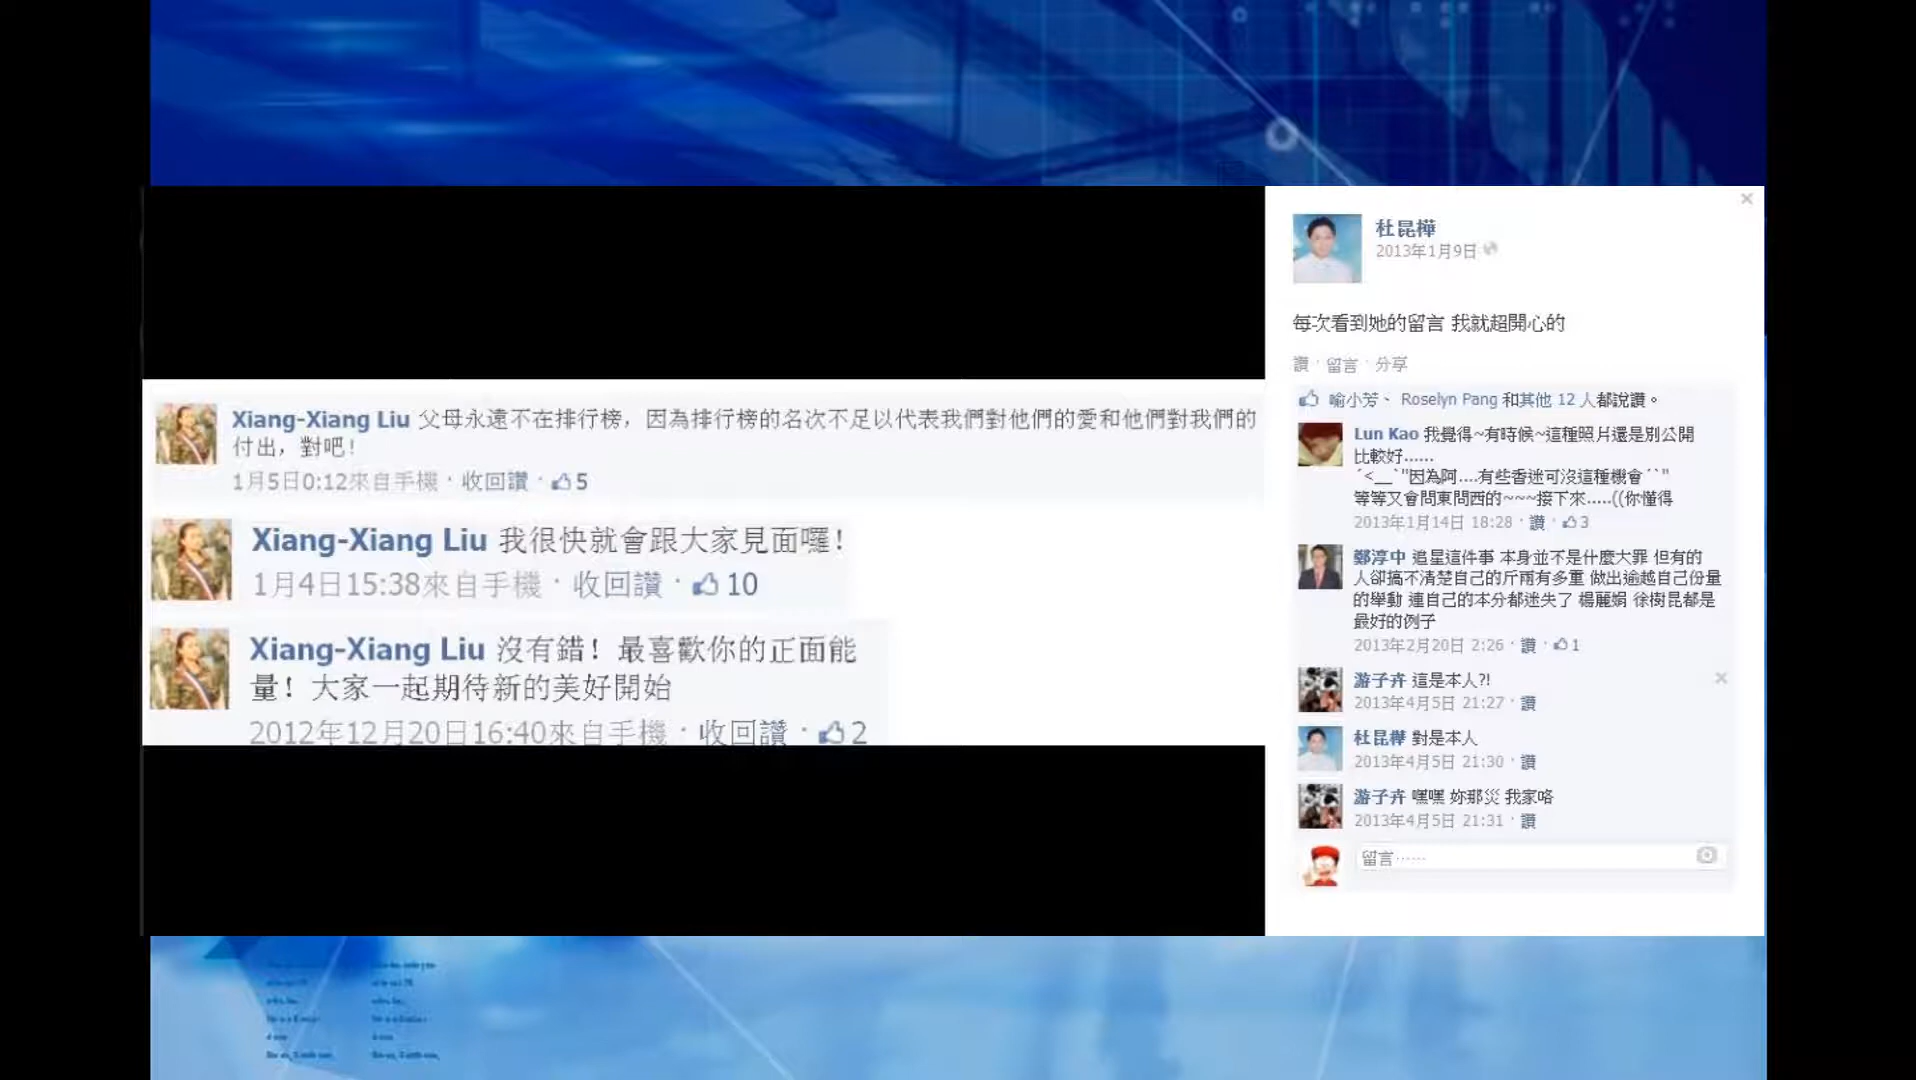 Xiang-Xiang Liu 父母永遠不在排行榜，因為排行榜的名次不足以代表我們對他們的愛和他們對我們的
付出，對吧！
1月5日0:12來自手機·收回讚·5
Xiang-Xiang Liu 我很快就會跟大家見面囉！
1月4日15:38來自手機·收回讚·10
Xiang-Xiang Liu 沒有錯！最喜歡你的正面能
量！大家一起期待新的美好開始
2012年12月20日16:40來自手機·收回讚·2
杜昆樺
2013年1月9日
每次看到她的留言 我就超開心的
讚·留言·分享
喻小芳、 Roselyn Pang 和其他 12 人都說讚。
Lun Kao 我覺得~有時候~這種照片還是別公開
比較好......
ˊ<__ˋ"因為阿....有些香迷可沒這種機會ˊˋ"
等等又會問東問西的~~~接下來.....((你懂得
2013年1月14日 18:28·讚·3
鄭淳中 追星這件事 本身並不是什麼大罪 但有的
人卻搞不清楚自己的斤兩有多重 做出逾越自己份量
的舉動 連自己的本分都迷失了 楊麗娟 徐樹昆都是
最好的例子
2013年2月20日 2:26·讚·1
游子卉 這是本人?!
2013年4月5日 21:27·讚
杜昆樺 對是本人
2013年4月5日 21:30·讚
游子卉 嘿嘿 妳那災 我家咯
2013年4月5日 21:31·讚
留言……